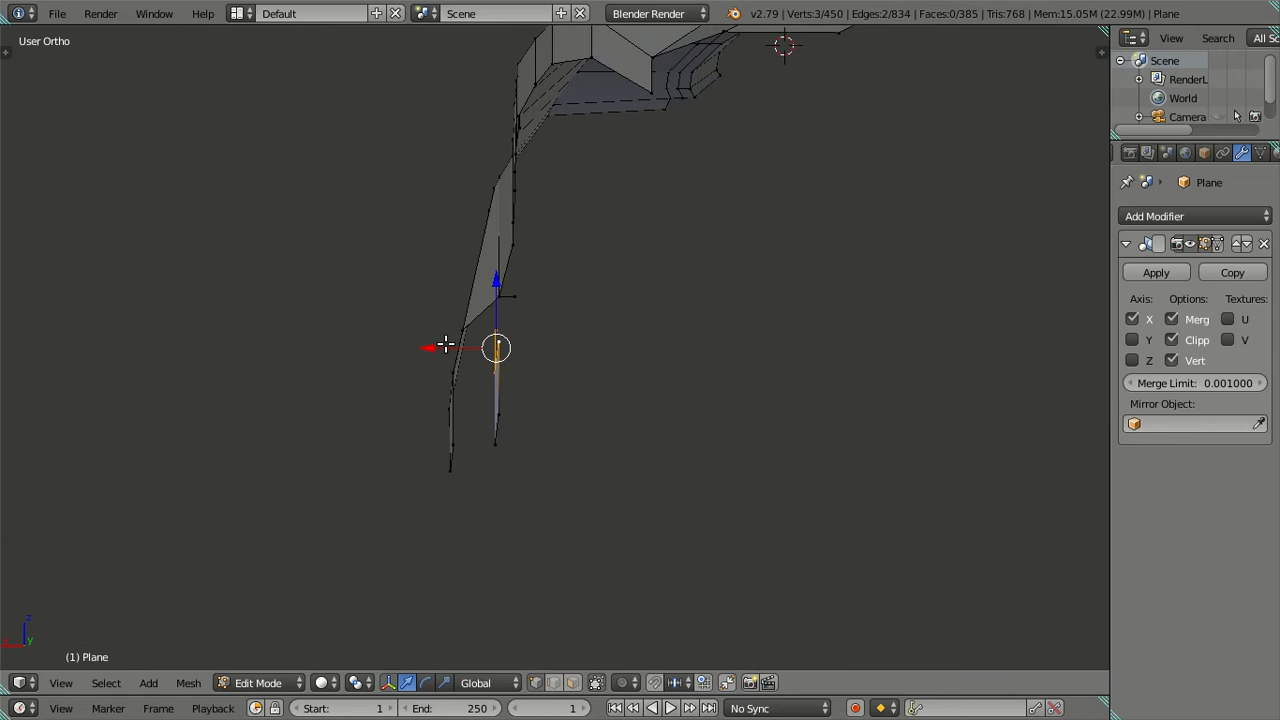 File Render Window Help Default Scene Blender Render v2.79 | Verts:3/450 | Edges:2/834 | Faces:0/385 | Tris:768 | Mem:15.05M (22.99M) | Plane
View Search All Sc
User Ortho
Scene
RenderL
World
Camera
Plane
Add Modifier
Apply Copy
Axis: Options: Textures:
X Merg U
Y Clipp V
Z Vert
Merge Limit: 0.001000
Mirror Object:
z
x y
(1) Plane
View Select Add Mesh Edit Mode Global
View Marker Frame Playback Start: 1 End: 250 1 No Sync